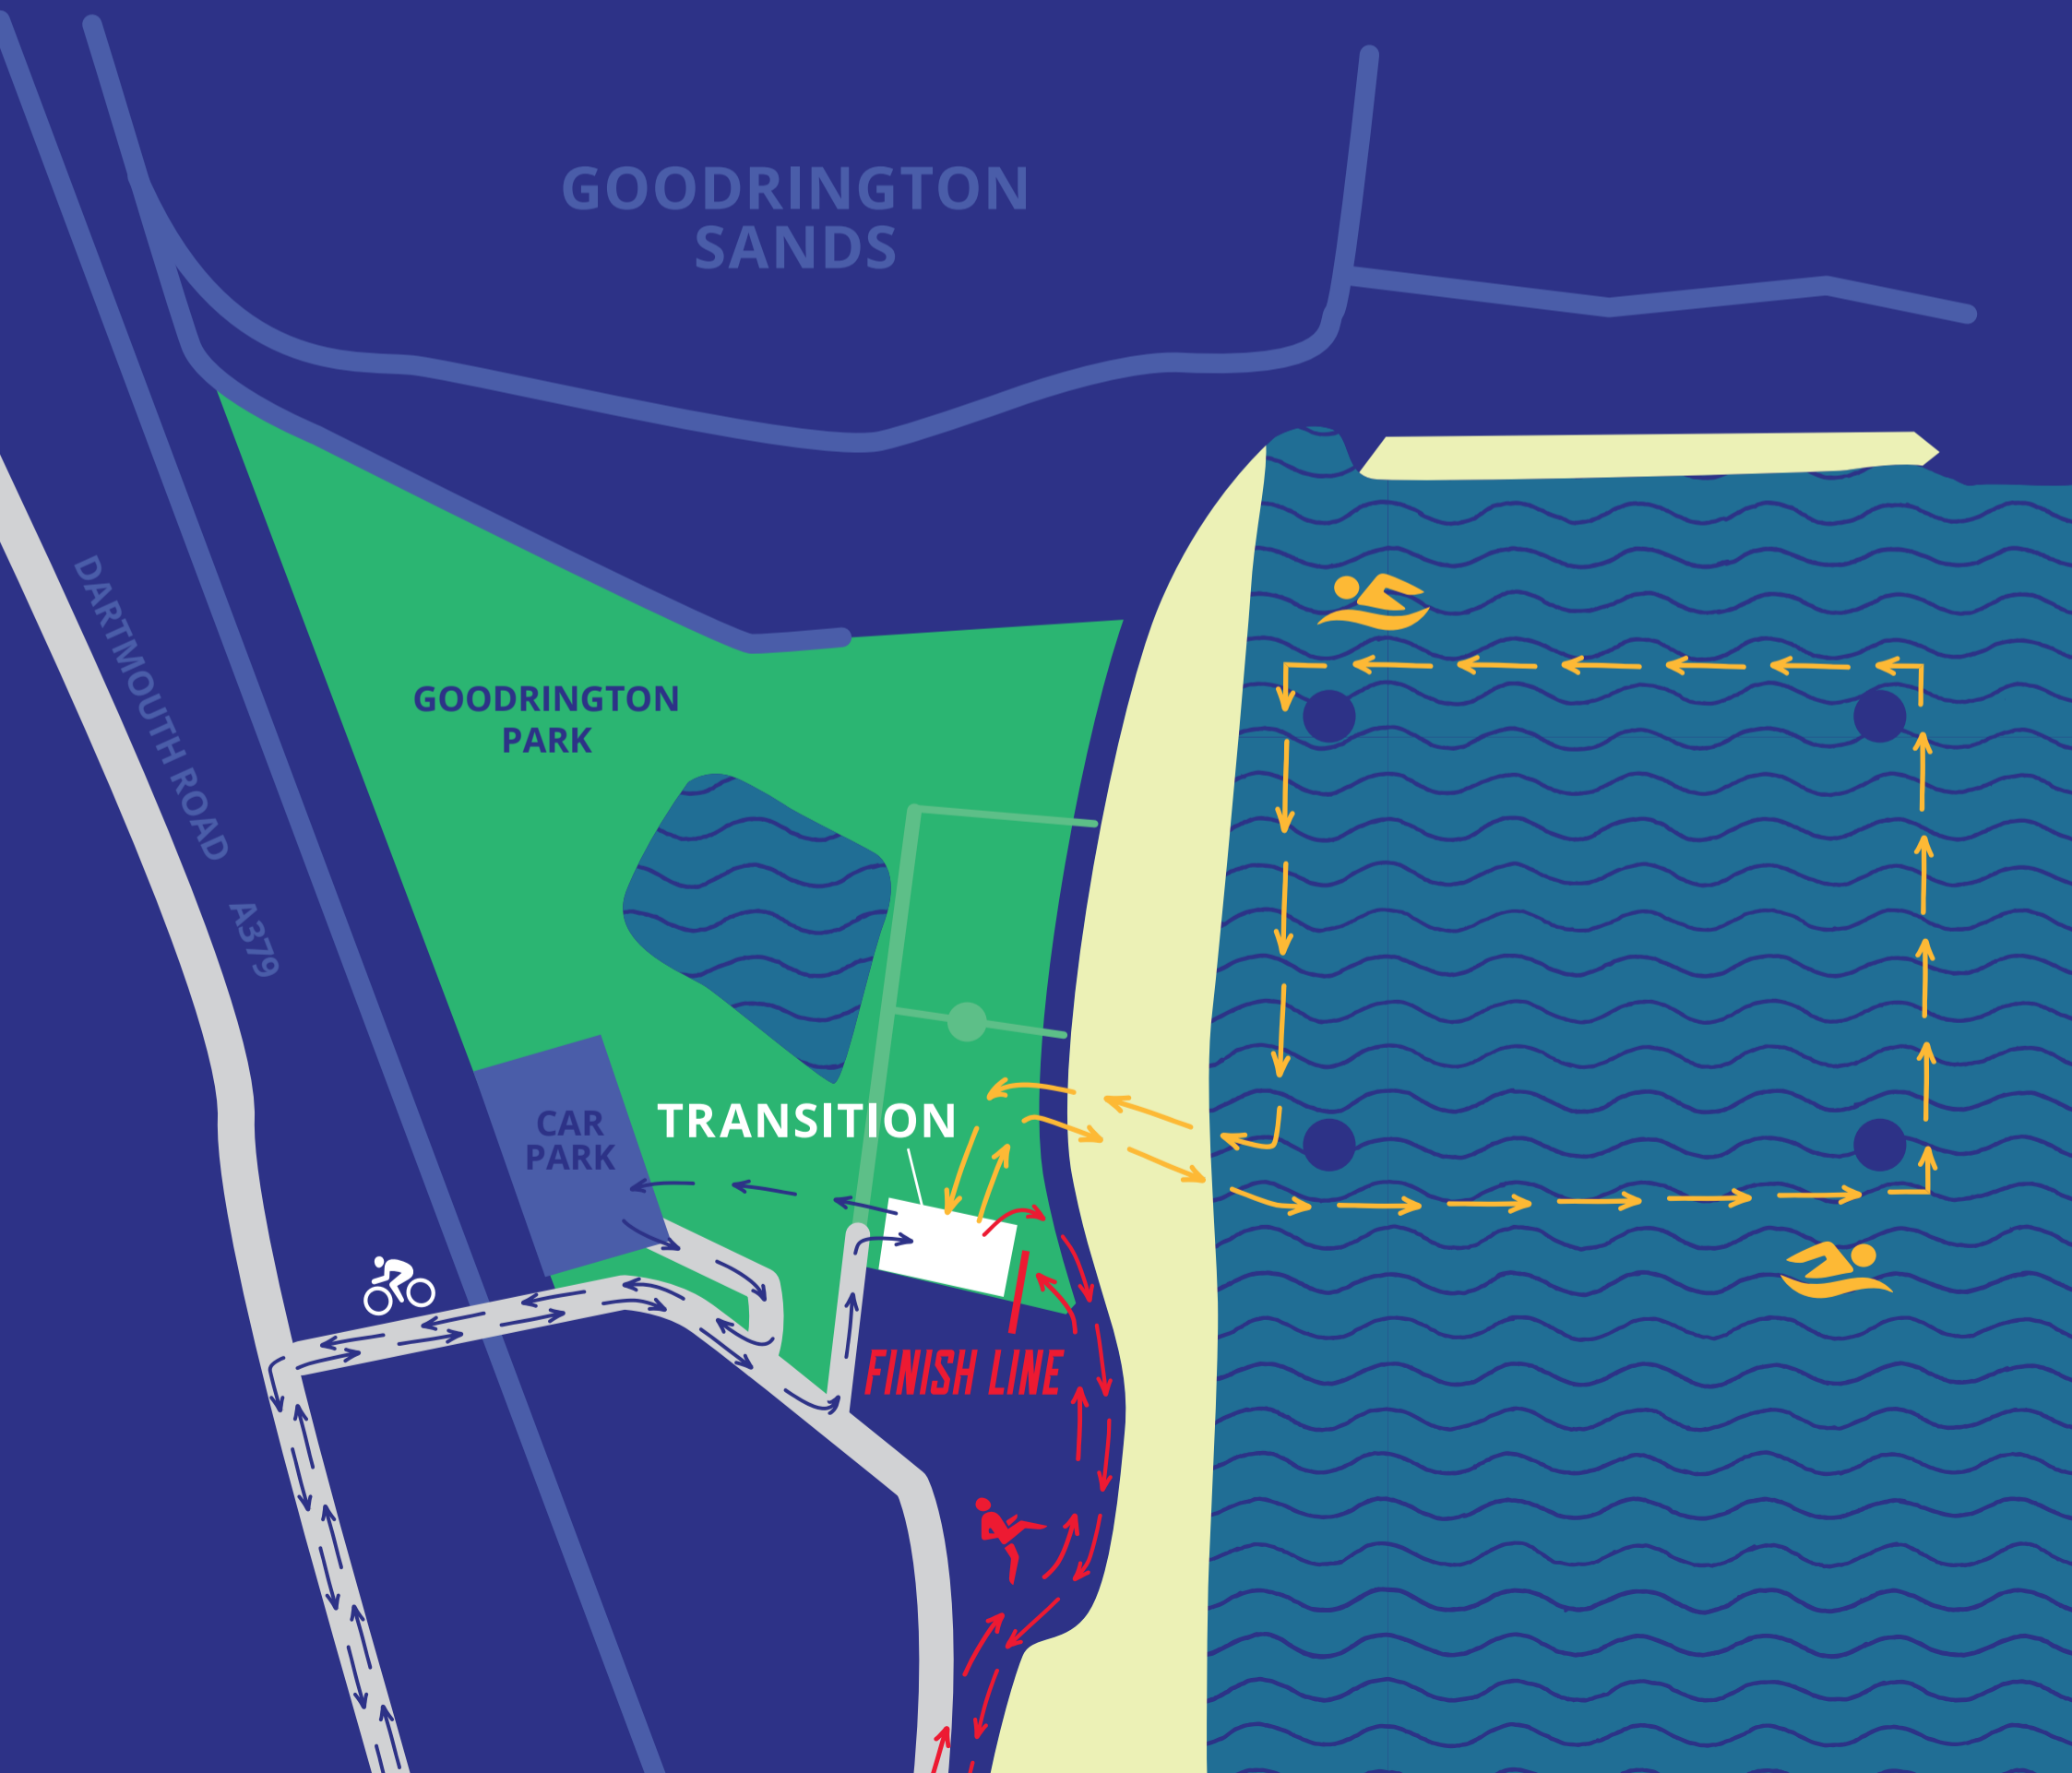 GOODRINGTON
SANDS
DARTMOUTH ROAD A379
GOODRINGTON
PARK
CAR
PARK
TRANSITION
FINISH LINE